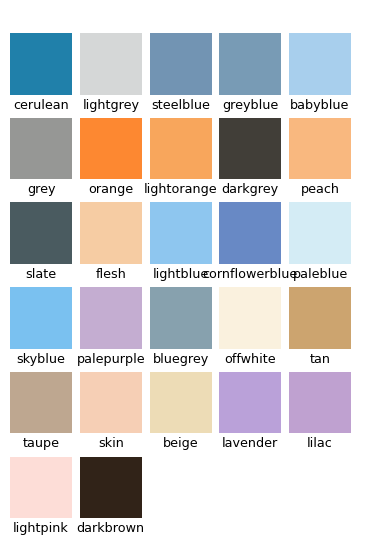 cerulean lightgrey steelblue greyblue babyblue
grey orange lightorange darkgrey peach
slate flesh lightblue cornflowerblue paleblue
skyblue palepurple bluegrey offwhite tan
taupe skin beige lavender lilac
lightpink darkbrown